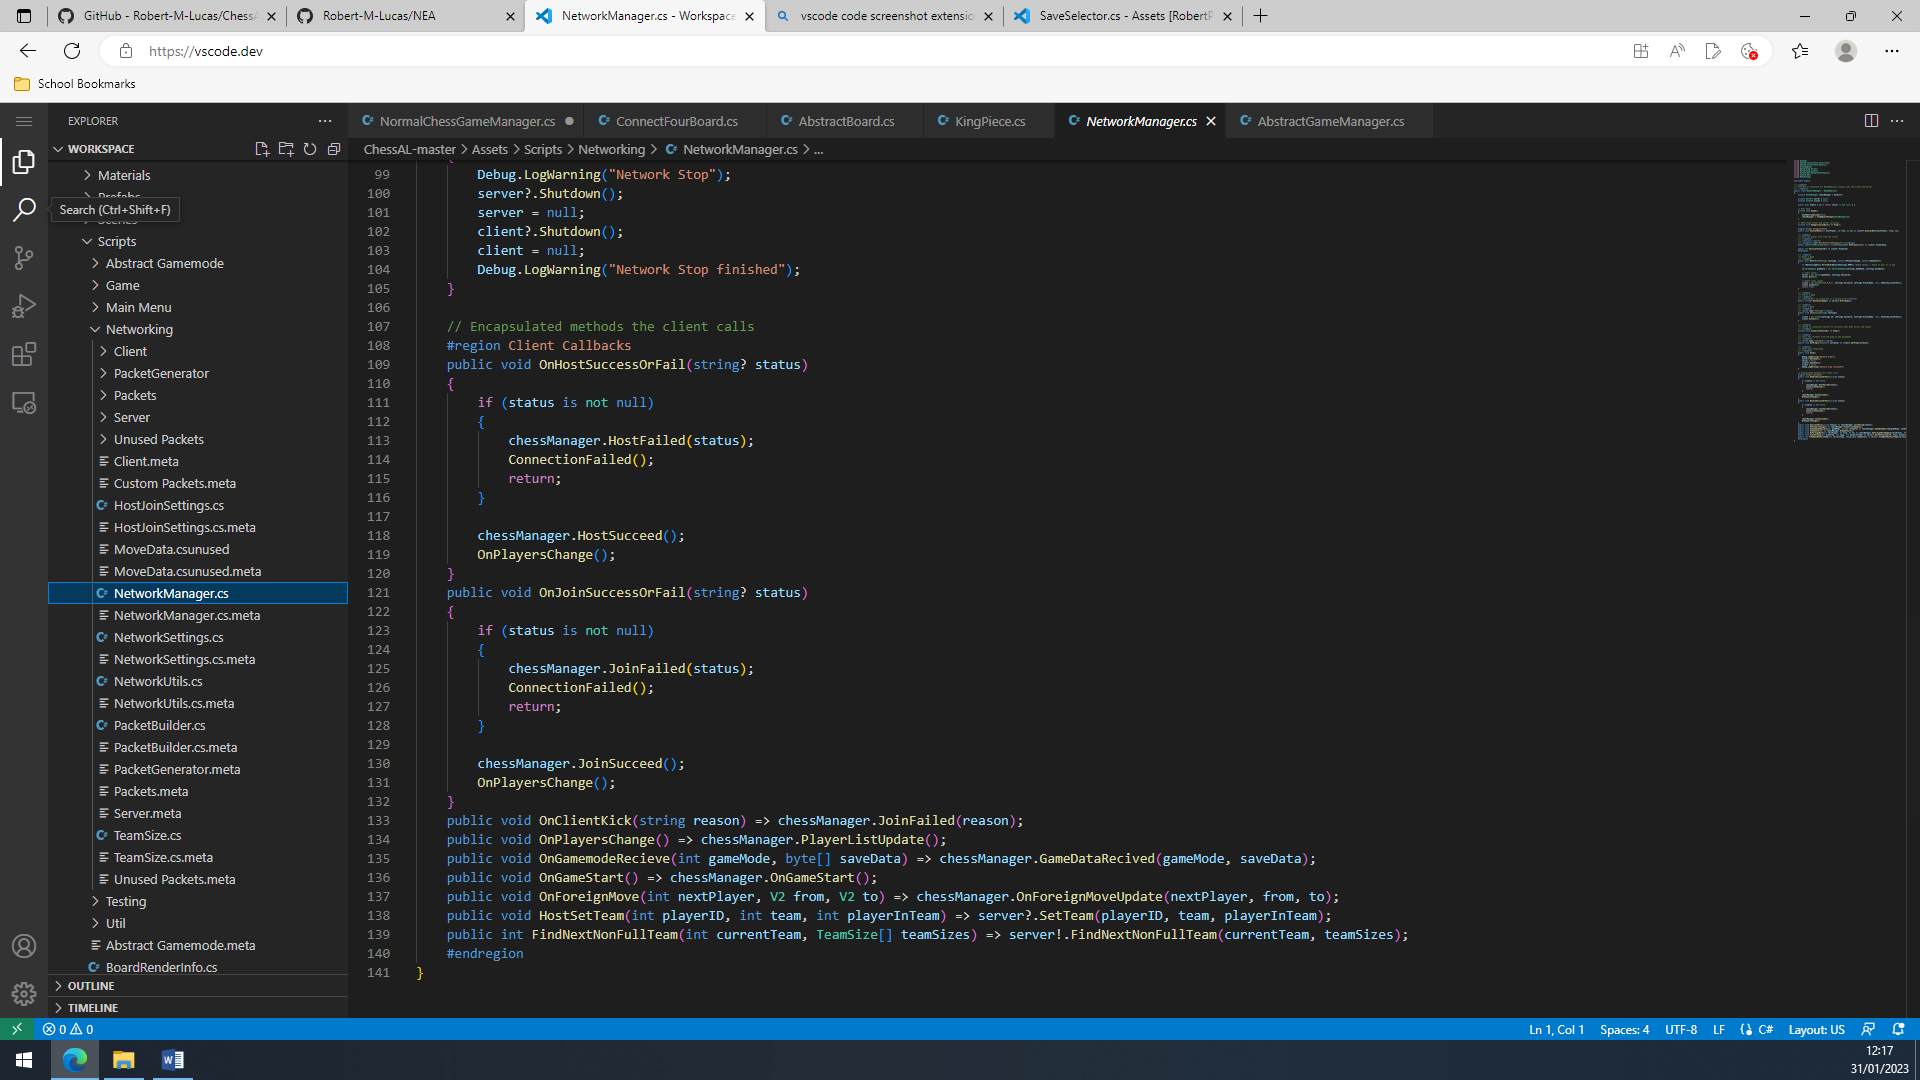 GitHub - Robert-M-Lucas/ChessA
Robert-M-Lucas/NEA
NetworkManager.cs - Workspace
vscode code screenshot extensio
SaveSelector.cs - Assets [RobertP
https://vscode.dev
School Bookmarks
EXPLORER
NormalChessGameManager.cs
ConnectFourBoard.cs
AbstractBoard.cs
KingPiece.cs
NetworkManager.cs
AbstractGameManager.cs
WORKSPACE
ChessAL-master > Assets > Scripts > Networking > NetworkManager.cs > ...
Materials
Prefabs
Search (Ctrl+Shift+F)
Scenes
Scripts
Abstract Gamemode
Game
Main Menu
Networking
Client
PacketGenerator
Packets
Server
Unused Packets
Client.meta
Custom Packets.meta
HostJoinSettings.cs
HostJoinSettings.cs.meta
MoveData.csunused
MoveData.csunused.meta
NetworkManager.cs
NetworkManager.cs.meta
NetworkSettings.cs
NetworkSettings.cs.meta
NetworkUtils.cs
NetworkUtils.cs.meta
PacketBuilder.cs
PacketBuilder.cs.meta
PacketGenerator.meta
Packets.meta
Server.meta
TeamSize.cs
TeamSize.cs.meta
Unused Packets.meta
Testing
Util
Abstract Gamemode.meta
BoardRenderInfo.cs
OUTLINE
TIMELINE
{
99 Debug.LogWarning("Network Stop");
100 server?.Shutdown();
101 server = null;
102 client?.Shutdown();
103 client = null;
104 Debug.LogWarning("Network Stop finished");
105 }
106
107 // Encapsulated methods the client calls
108 #region Client Callbacks
109 public void OnHostSuccessOrFail(string? status)
110 {
111 if (status is not null)
112 {
113 chessManager.HostFailed(status);
114 ConnectionFailed();
115 return;
116 }
117
118 chessManager.HostSucceed();
119 OnPlayersChange();
120 }
121 public void OnJoinSuccessOrFail(string? status)
122 {
123 if (status is not null)
124 {
125 chessManager.JoinFailed(status);
126 ConnectionFailed();
127 return;
128 }
129
130 chessManager.JoinSucceed();
131 OnPlayersChange();
132 }
133 public void OnClientKick(string reason) => chessManager.JoinFailed(reason);
134 public void OnPlayersChange() => chessManager.PlayerListUpdate();
135 public void OnGamemodeRecieve(int gameMode, byte[] saveData) => chessManager.GameDataRecived(gameMode, saveData);
136 public void OnGameStart() => chessManager.OnGameStart();
137 public void OnForeignMove(int nextPlayer, V2 from, V2 to) => chessManager.OnForeignMoveUpdate(nextPlayer, from, to);
138 public void HostSetTeam(int playerID, int team, int playerInTeam) => server?.SetTeam(playerID, team, playerInTeam);
139 public int FindNextNonFullTeam(int currentTeam, TeamSize[] teamSizes) => server!.FindNextNonFullTeam(currentTeam, teamSizes);
140 #endregion
141 }
0 0
Ln 1, Col 1
Spaces: 4
UTF-8
LF
C#
Layout: US
12:17
31/01/2023